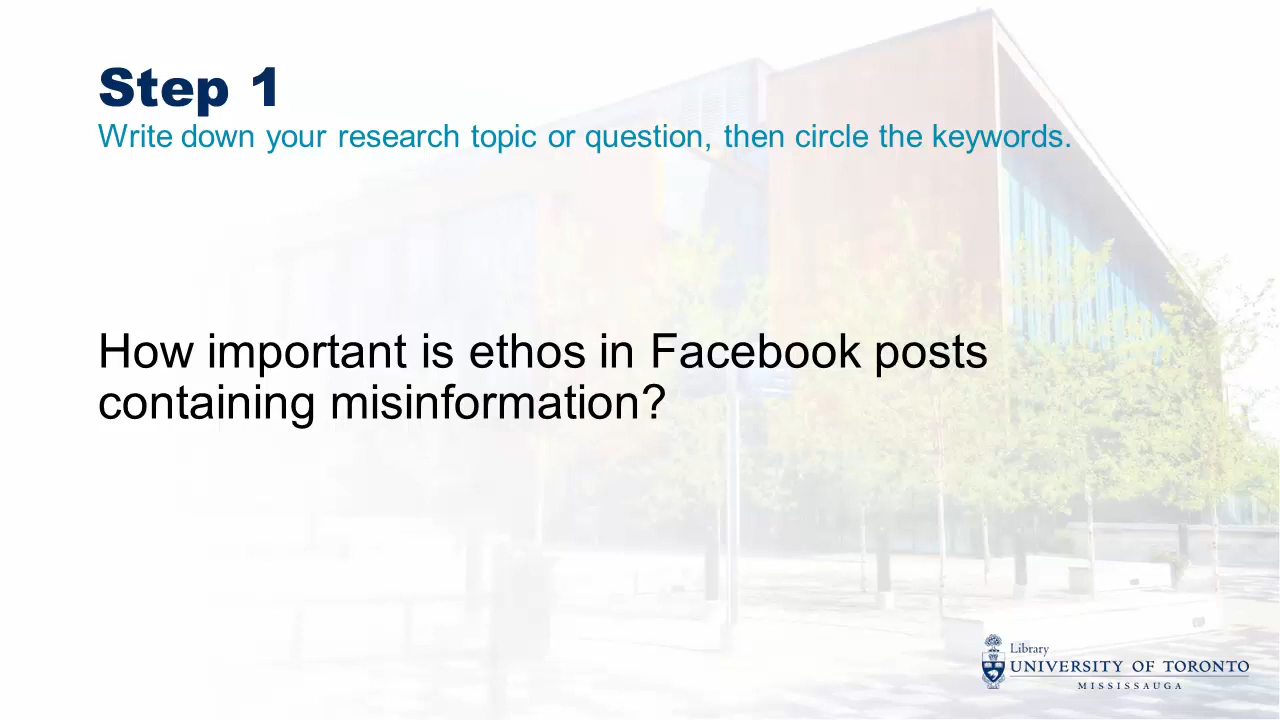 Step 1
Write down your research topic or question, then circle the keywords.
How important is ethos in Facebook posts
containing misinformation?
Library
UNIVERSITY OF TORONTO
MISSISSAUGA